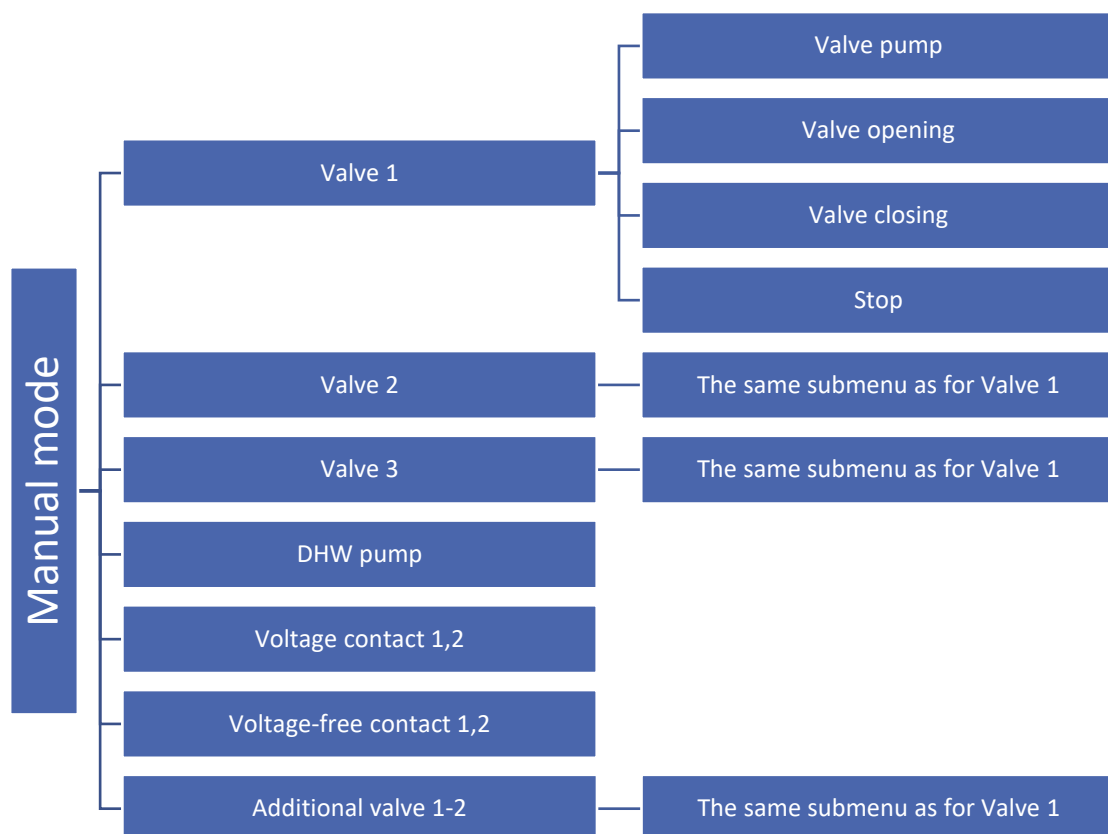 Manual mode
Valve 1
Valve pump
Valve opening
Valve closing
Stop
Valve 2
The same submenu as for Valve 1
Valve 3
The same submenu as for Valve 1
DHW pump
Voltage contact 1,2
Voltage-free contact 1,2
Additional valve 1-2
The same submenu as for Valve 1